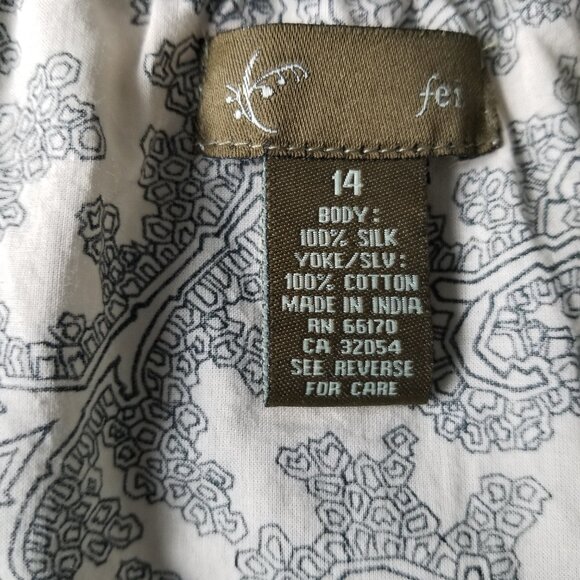 fei
14
BODY:
100% SILK
YOKE/SLV:
100% COTTON
MADE IN INDIA
RN 66170
CA 32054
SEE REVERSE
FOR CARE